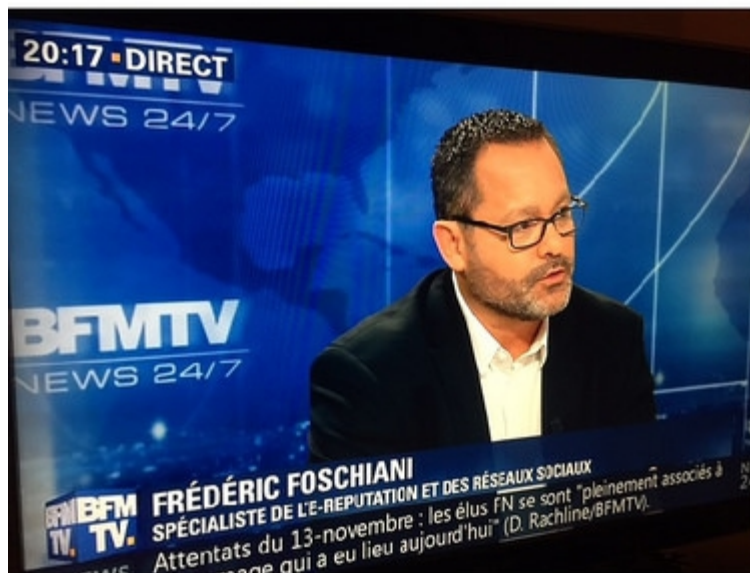 20:17 DIRECT
BFMTV
NEWS 24/7
BFMTV
NEWS 24/7
BFM
TV.
FRÉDÉRIC FOSCHIANI
SPÉCIALISTE DE L'E-REPUTATION ET DES RÉSEAUX SOCIAUX
Attentats du 13-novembre : les élus FN se sont "pleinement associés à
qui a eu lieu aujourd'hui" (D. Rachline/BFMTV).